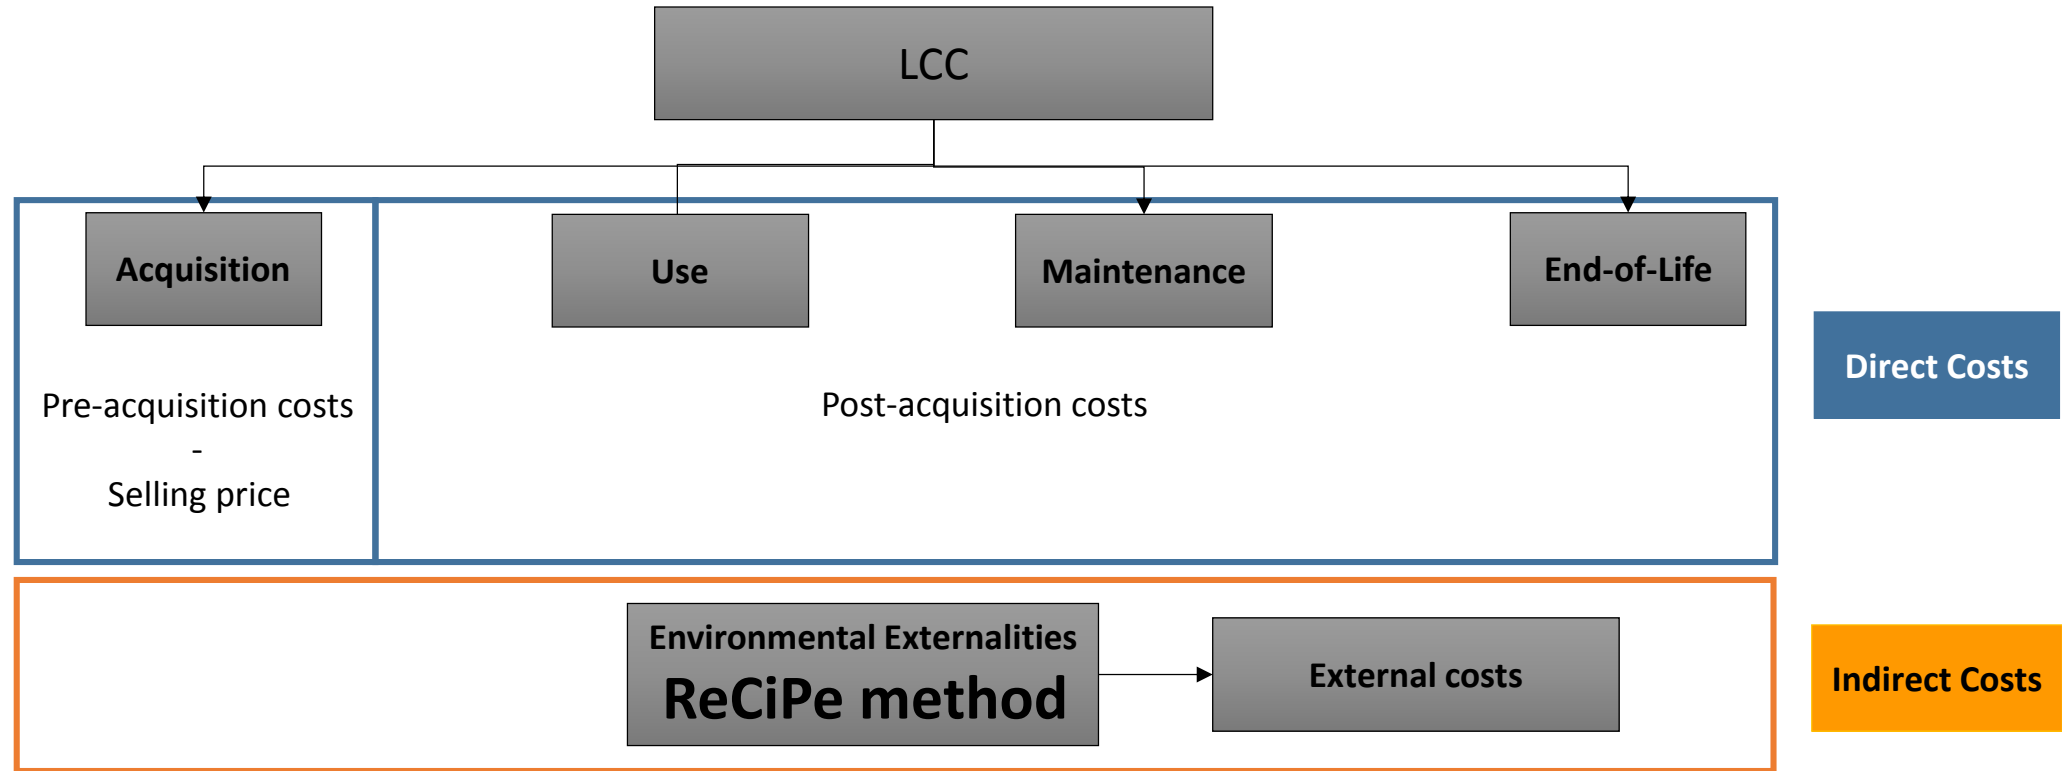 LCC
Acquisition
Use
Maintenance
End-of-Life
Pre-acquisition costs
-
Selling price
Post-acquisition costs
Direct Costs
Environmental Externalities
ReCiPe method
External costs
Indirect Costs